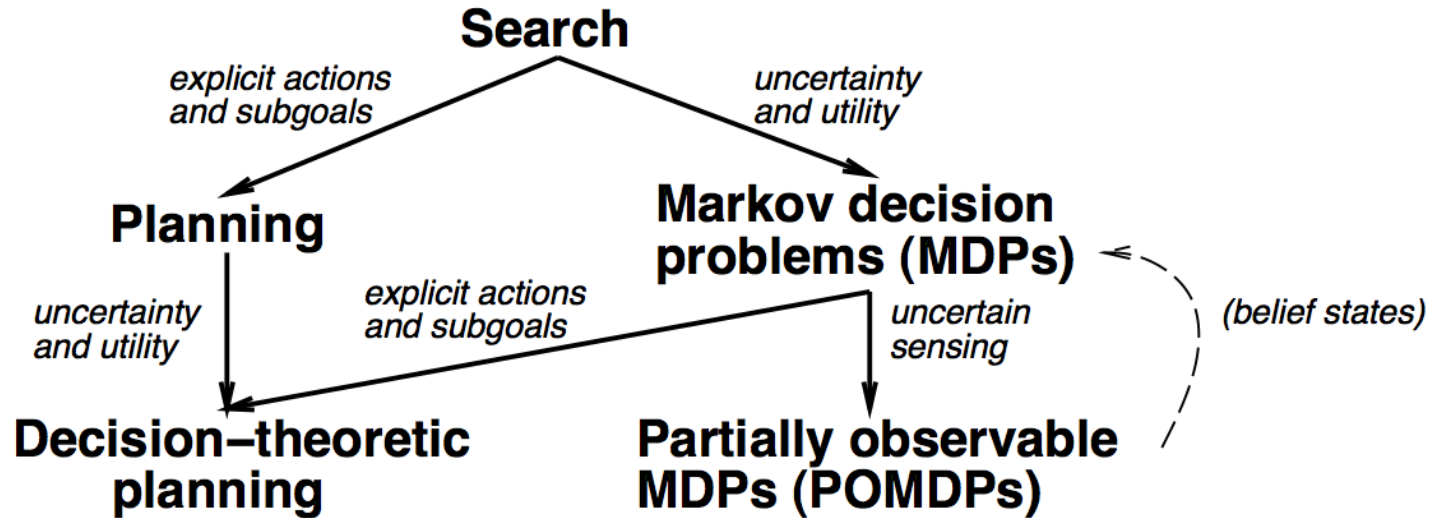 Search
explicit actions
and subgoals
uncertainty
and utility
Planning
Markov decision
problems (MDPs)
uncertainty
and utility
explicit actions
and subgoals
uncertain
sensing
(belief states)
Decision–theoretic
planning
Partially observable
MDPs (POMDPs)